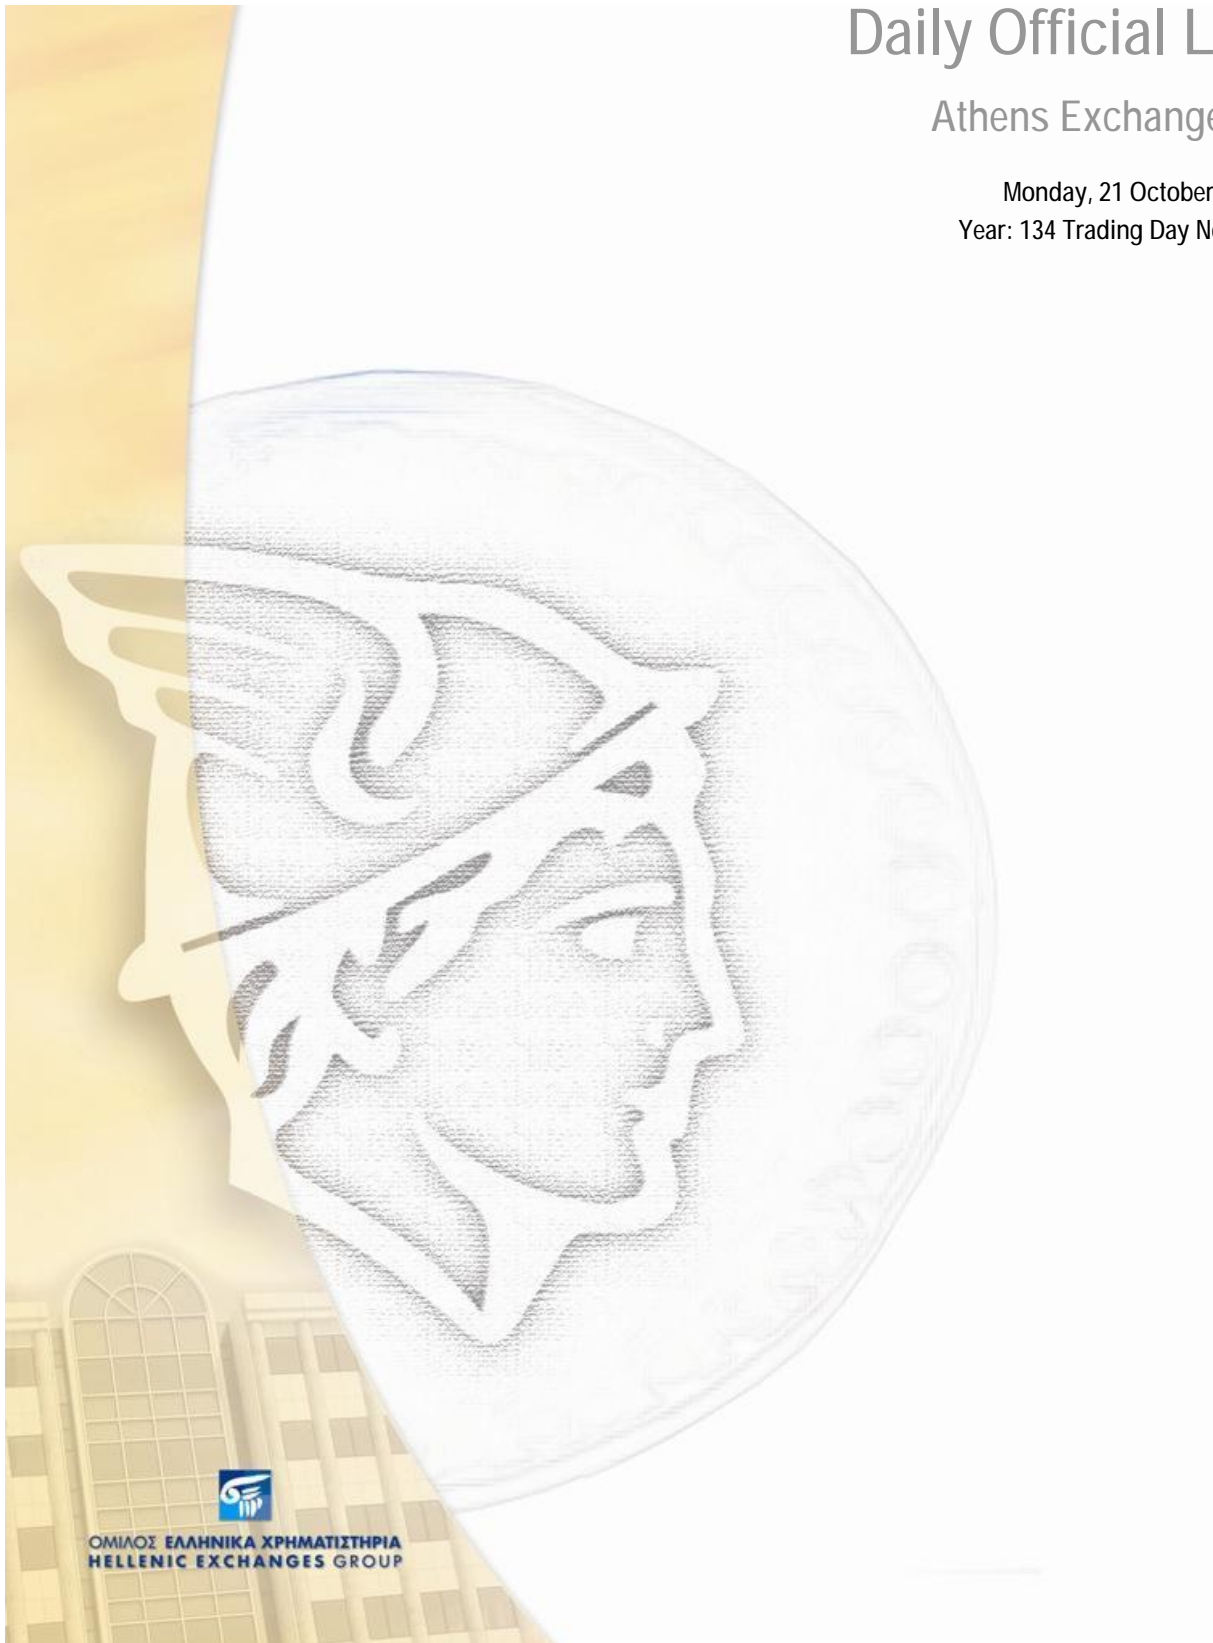 Daily Official L
Athens Exchange
Monday, 21 October
Year: 134 Trading Day N
ΟΜΙΛΟΣ ΕΛΛΗΝΙΚΑ ΧΡΗΜΑΤΙΣΤΗΡΙΑ
HELLENIC EXCHANGES GROUP